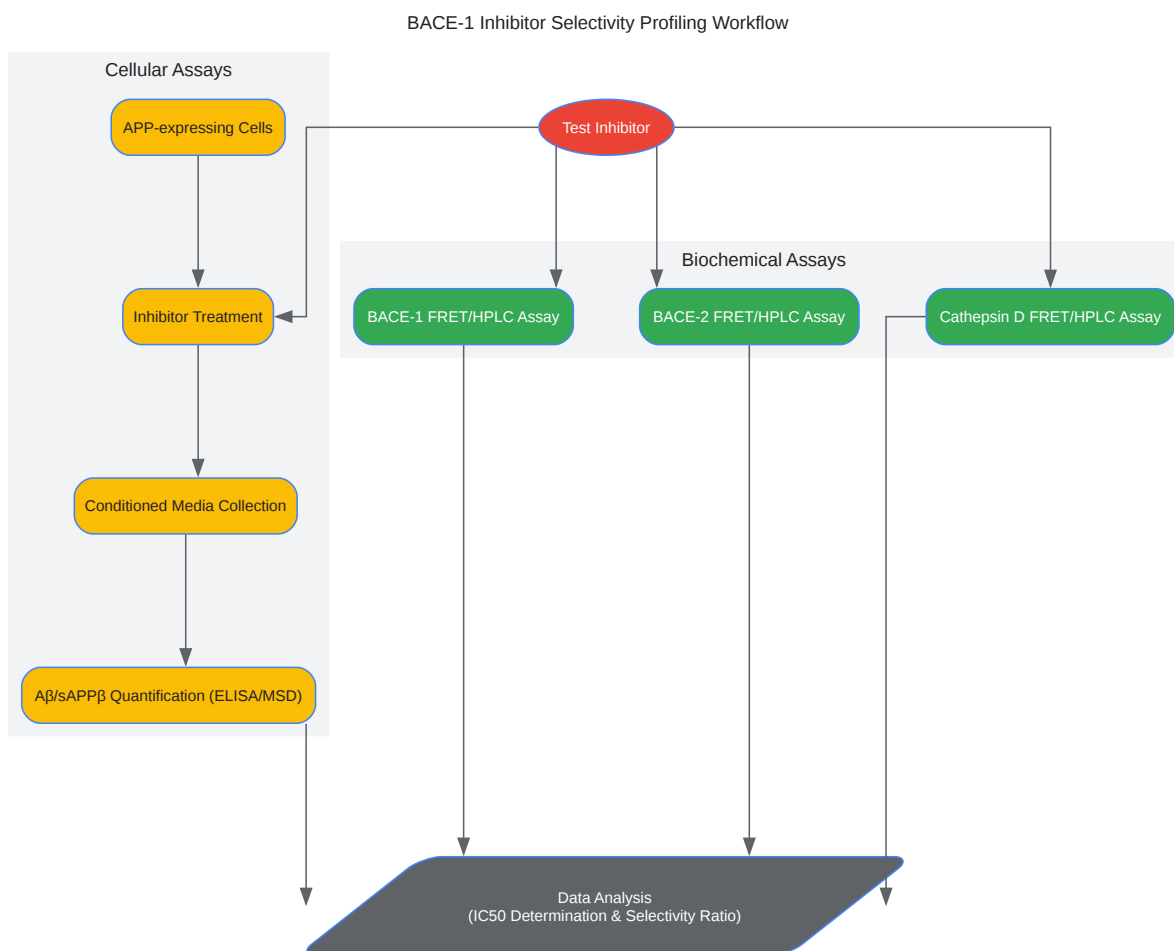 BACE-1 Inhibitor Selectivity Profiling Workflow
Cellular Assays
APP-expressing Cells
Test Inhibitor
Biochemical Assays
Inhibitor Treatment
BACE-1 FRET/HPLC Assay
BACE-2 FRET/HPLC Assay
Cathepsin D FRET/HPLC Assay
Conditioned Media Collection
Aβ/sAPPβ Quantification (ELISA/MSD)
Data Analysis
(IC50 Determination & Selectivity Ratio)